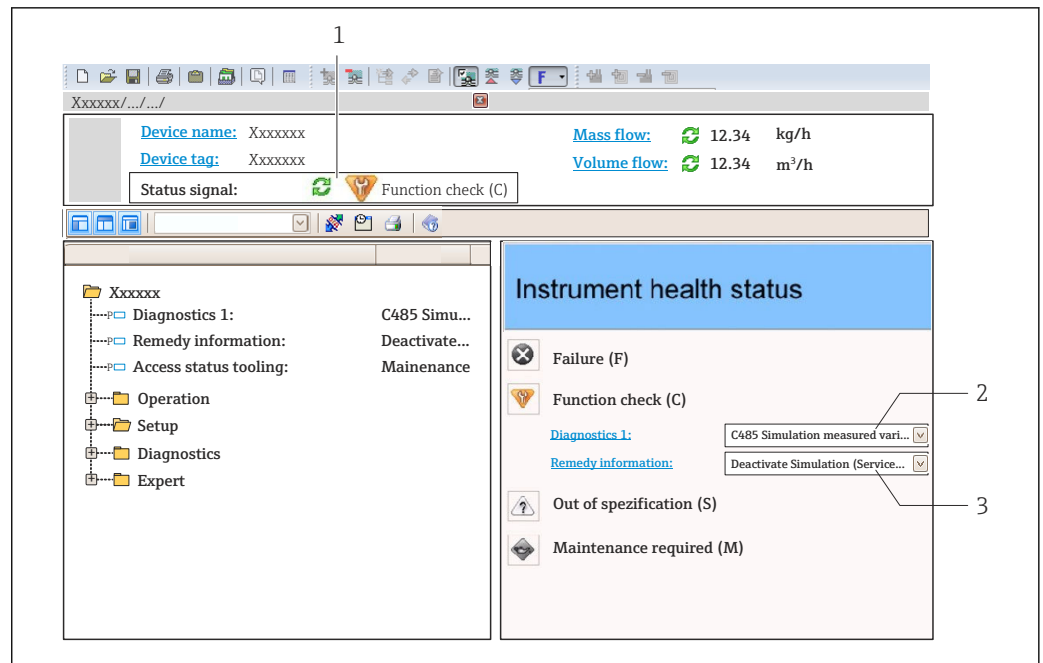 1
F
Xxxxxx/.../.../
Device name: Xxxxxxx
Mass flow: 12.34 kg/h
Device tag: Xxxxxxx
Volume flow: 12.34 m³/h
Status signal: Function check (C)
Xxxxxx
P Diagnostics 1: C485 Simu...
P Remedy information: Deactivate...
P Access status tooling: Mainenance
Operation
Setup
Diagnostics
Expert
Instrument health status
Failure (F)
Function check (C)
Diagnostics 1: C485 Simulation measured vari...
2
Remedy information: Deactivate Simulation (Service...
3
Out of spezification (S)
Maintenance required (M)